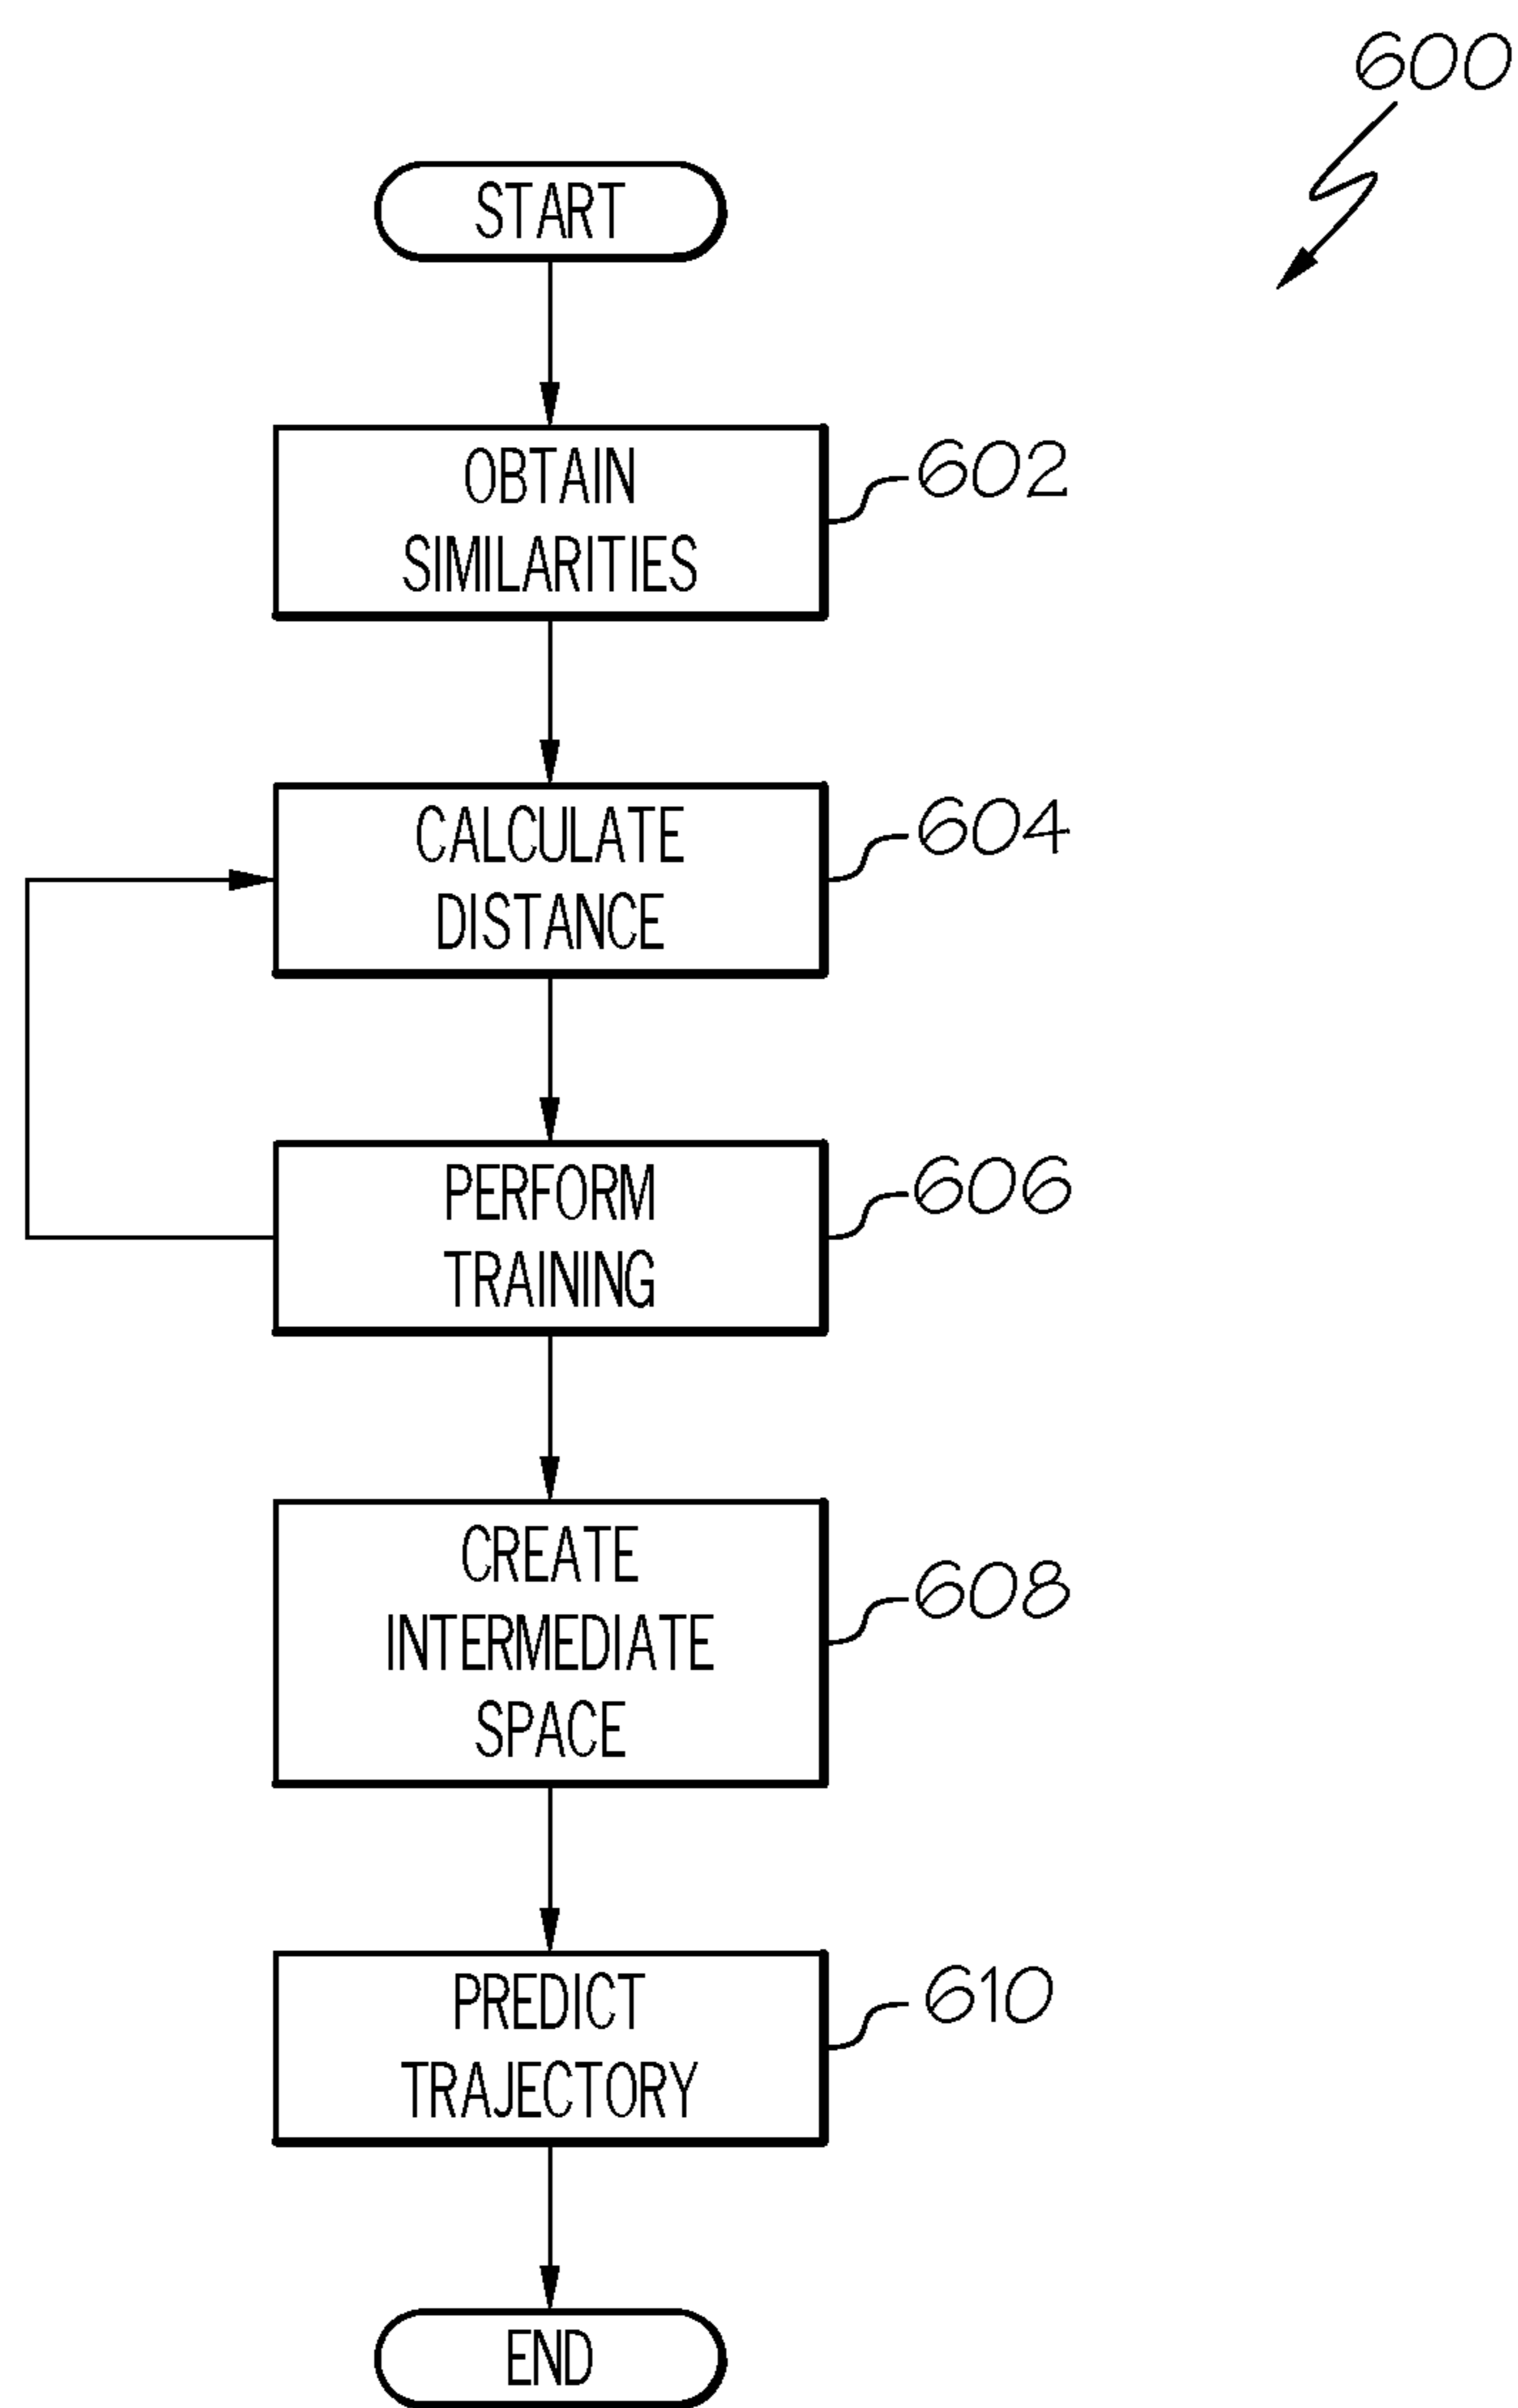 600
START
OBTAIN
SIMILARITIES
602
CALCULATE
DISTANCE
604
PERFORM
TRAINING
606
CREATE
INTERMEDIATE
SPACE
608
PREDICT
TRAJECTORY
610
END